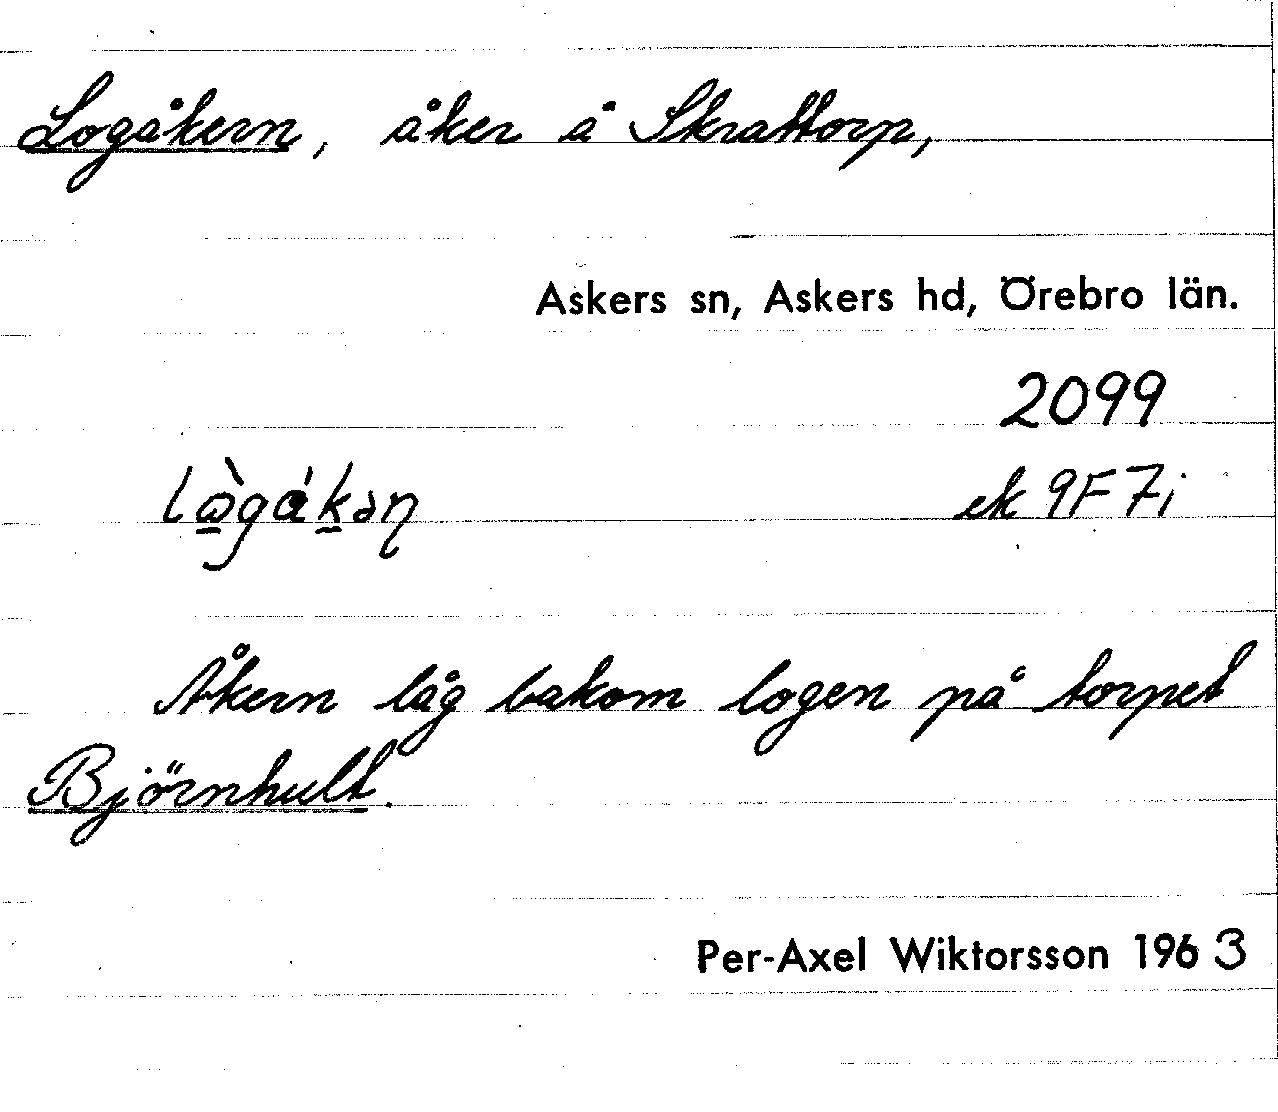 Logåkern, åker å Skrattorp,
Askers sn, Askers hd, Örebro län.
2099
ek 9F7i
Åkern låg bakom logen på torpet
Björnhult.
Per-Axel Wiktorsson 1963